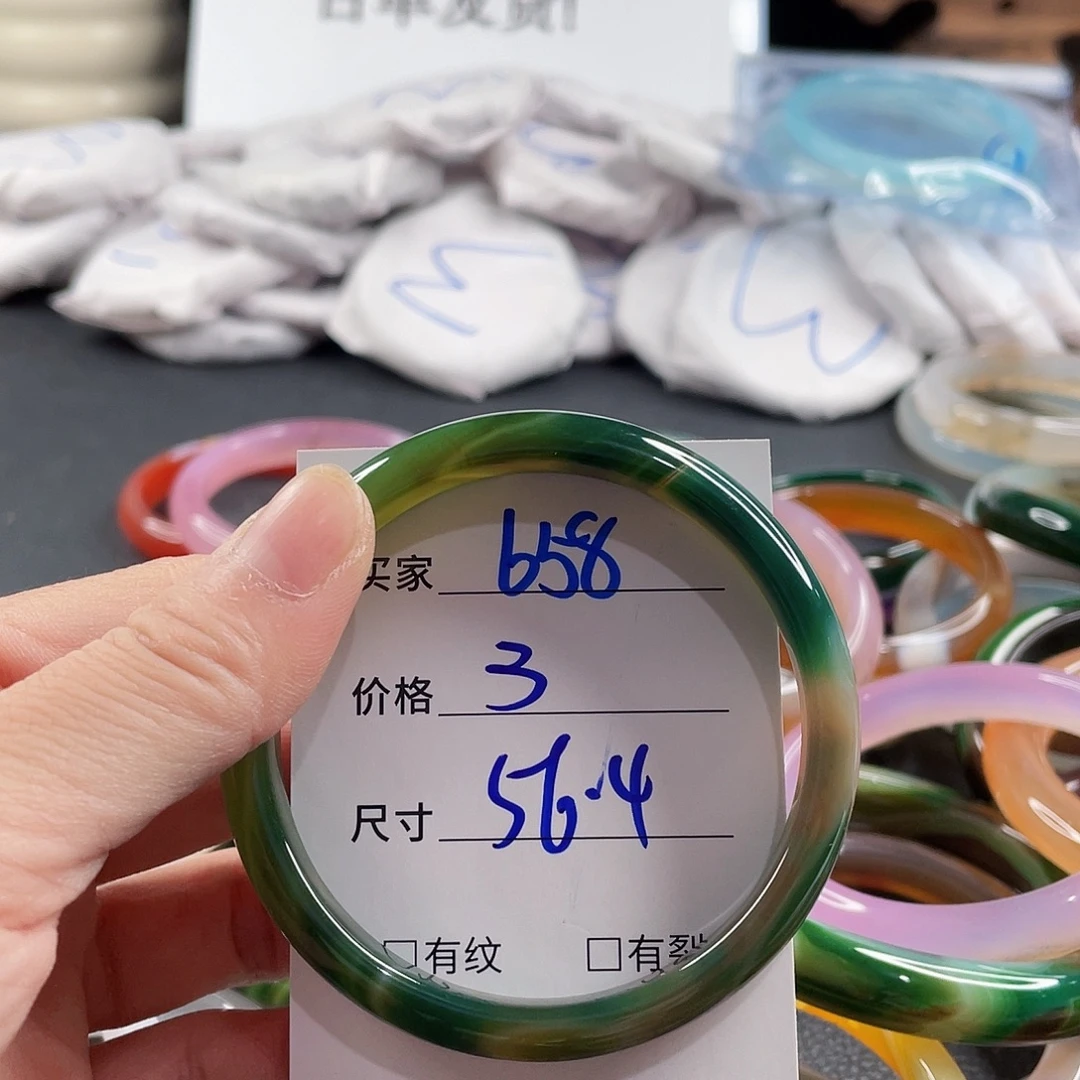 买家 658
价格 3
尺寸 56.4
□有纹 □有裂